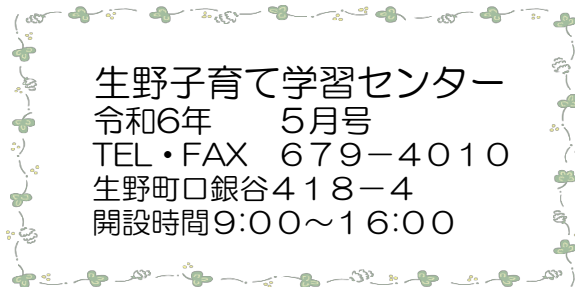 生野子育て学習センター
令和6年　　５月号
TEL・FAX　６７９－４０１０
生野町口銀谷４１８－４
開設時間９:００～１６:００